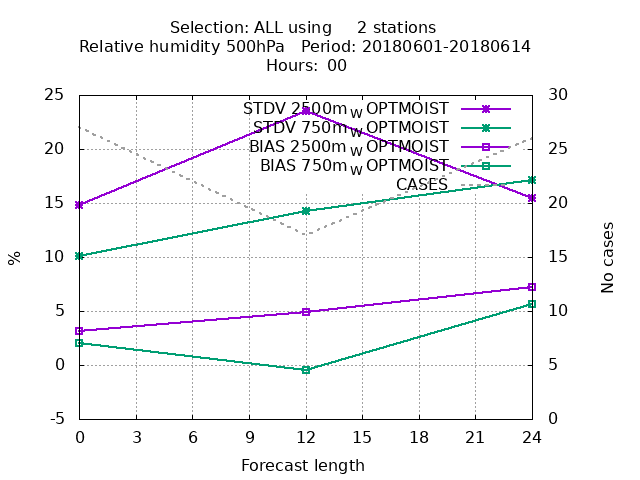 Selection: ALL using 2 stations
Relative humidity 500hPa Period: 20180601-20180614
Hours: 00
25 30
STDV 2500m_W OPTMOIST
STDV 750m_W OPTMOIST
BIAS 2500m_W OPTMOIST
BIAS 750m_W OPTMOIST
CASES
20 25
15 20
10 15
5 10
0 5
-5 0
%
No cases
0 3 6 9 12 15 18 21 24
Forecast length